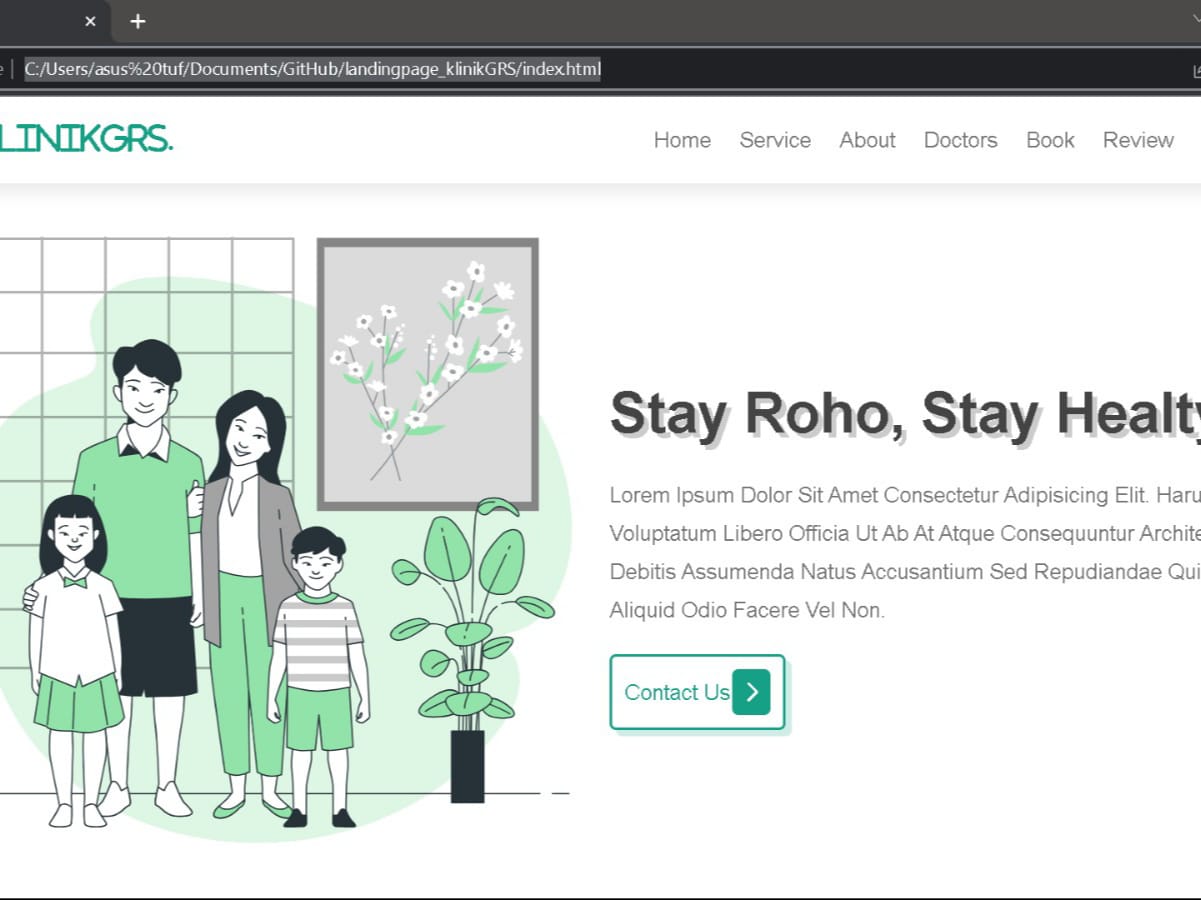 C:/Users/asus%20tuf/Documents/GitHub/landingpage_klinikGRS/index.html
LINIKGRS.
Home Service About Doctors Book Review
Stay Roho, Stay Healty
Lorem Ipsum Dolor Sit Amet Consectetur Adipisicing Elit. Haru
Voluptatum Libero Officia Ut Ab At Atque Consequuntur Archite
Debitis Assumenda Natus Accusantium Sed Repudiandae Qui
Aliquid Odio Facere Vel Non.
Contact Us